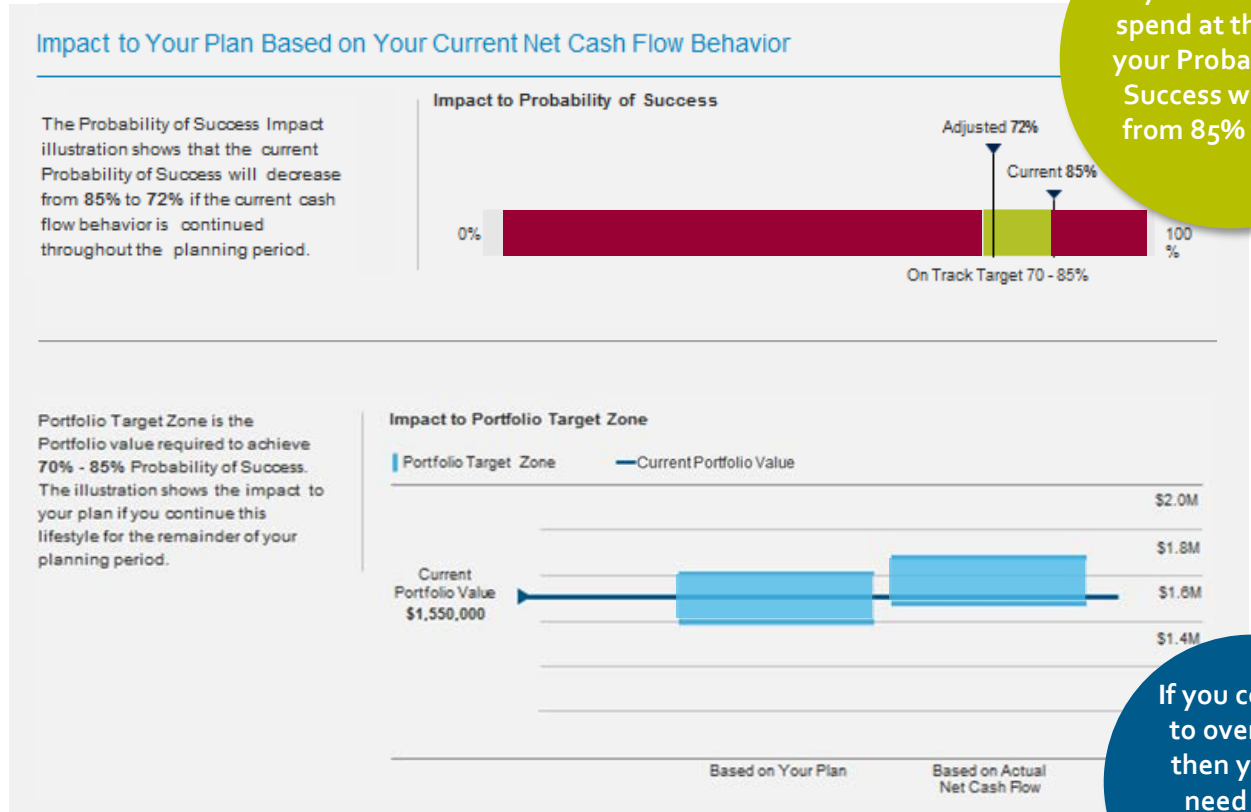 Impact to Your Plan Based on Your Current Net Cash Flow Behavior
spend at
your
Success
from 85%
The Probability of Success Impact
illustration shows that the current
Probability of Success will decrease
from 85% to 72% if the current cash
flow behavior is continued
throughout the planning period.
Impact to Probability of Success
Adjusted 72%
Current 85%
0%
100
%
On Track Target 70 - 85%
Portfolio Target Zone is the
Portfolio value required to achieve
70% - 85% Probability of Success.
The illustration shows the impact to
your plan if you continue this
lifestyle for the remainder of your
planning period.
Impact to Portfolio Target Zone
Portfolio Target Zone
Current Portfolio Value
$2.0M
$1.8M
$1.6M
$1.4M
Current
Portfolio Value
$1,550,000
Based on Your Plan
Based on Actual
Net Cash Flow
If you
to
then
need